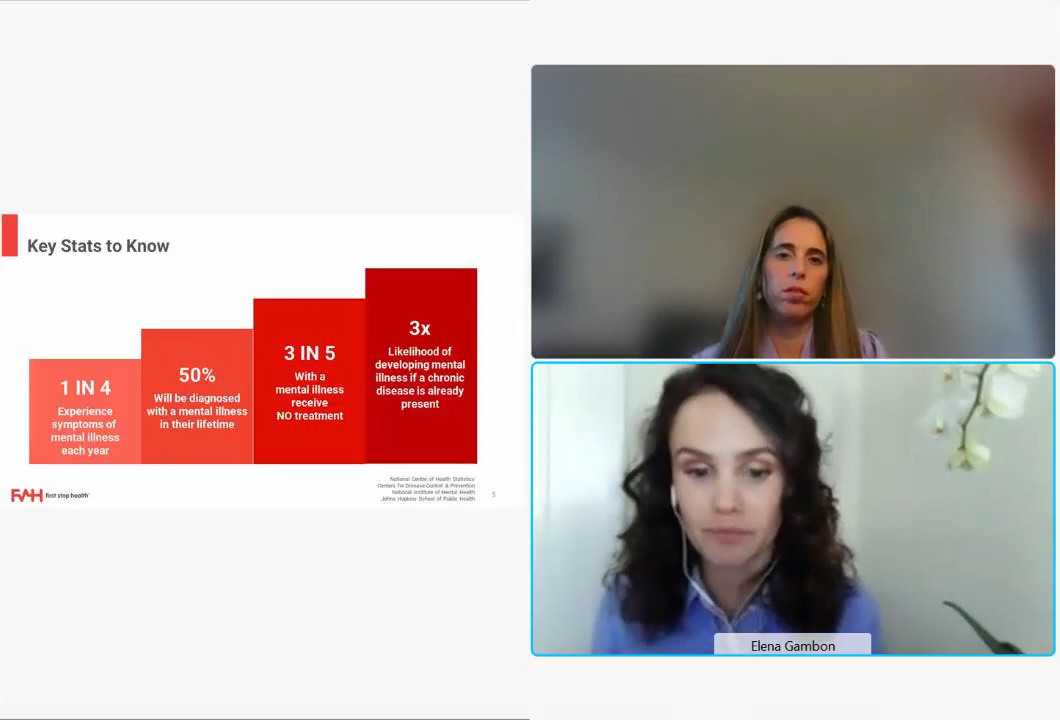 Key Stats to Know
1 IN 4
Experience
symptoms of
mental illness
each year
50%
Will be diagnosed
with a mental illness
in their lifetime
3 IN 5
With a
mental illness
receive
NO treatment
3x
Likelihood of
developing mental
illness if a chronic
disease is already
present
National Center of Health Statistics
Centers for Disease Control & Prevention
National Institute of Mental Health
Johns Hopkins School of Public Health
5
first stop health
Elena Gambon